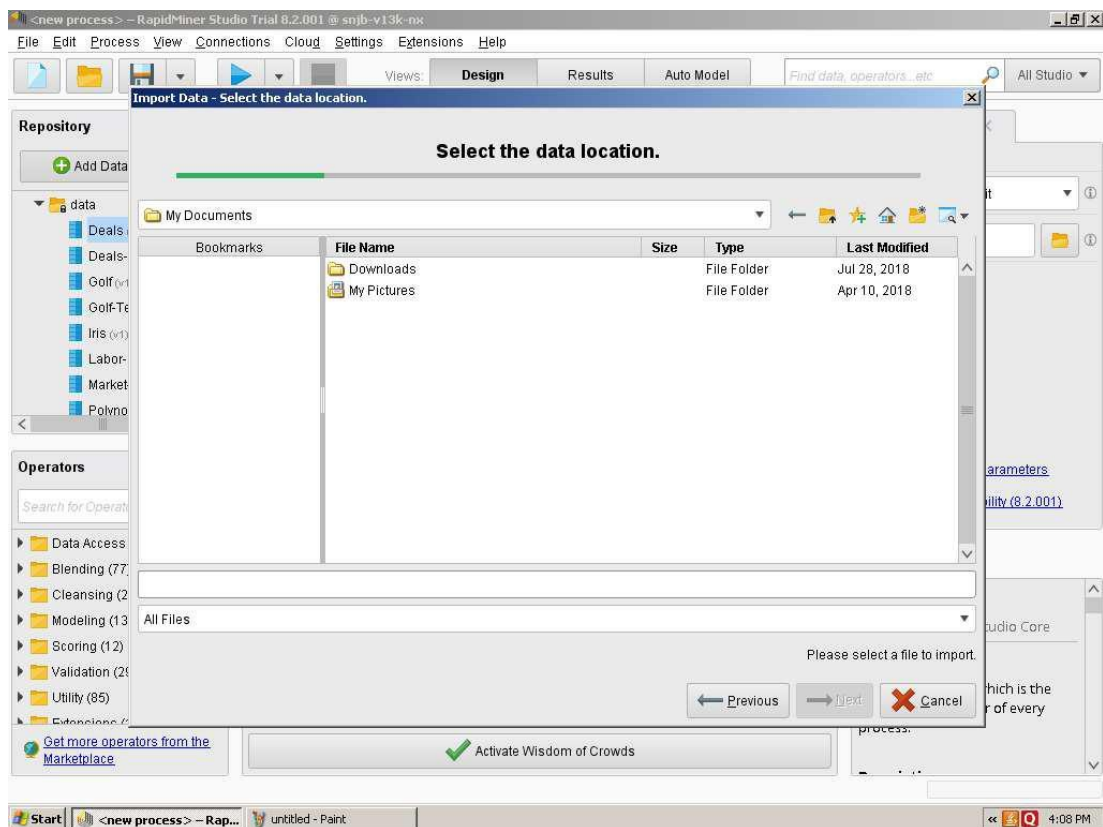 <new process> – RapidMiner Studio Trial 8.2.001 @ snjb-v13k-nx
File Edit Process View Connections Cloud Settings Extensions Help
Views: Design Results Auto Model Find data, operators...etc All Studio
Import Data - Select the data location.
Repository
Select the data location.
Add Data
data
My Documents
Deals
Bookmarks File Name Size Type Last Modified
Deals-
Downloads File Folder Jul 28, 2018
Golf (v1
My Pictures File Folder Apr 10, 2018
Golf-Te
Iris (v1)
Labor-
Market
Polyno
Operators
arameters
Search for Operat
ility (8.2.001)
Data Access
Blending (77
Cleansing (2
Modeling (13
All Files
tudio Core
Scoring (12)
Please select a file to import.
Validation (29
Utility (85)
Previous Next Cancel
hich is the
r of every
process.
Get more operators from the
Marketplace
Activate Wisdom of Crowds
Start <new process> – Rap... untitled - Paint « Q 4:08 PM